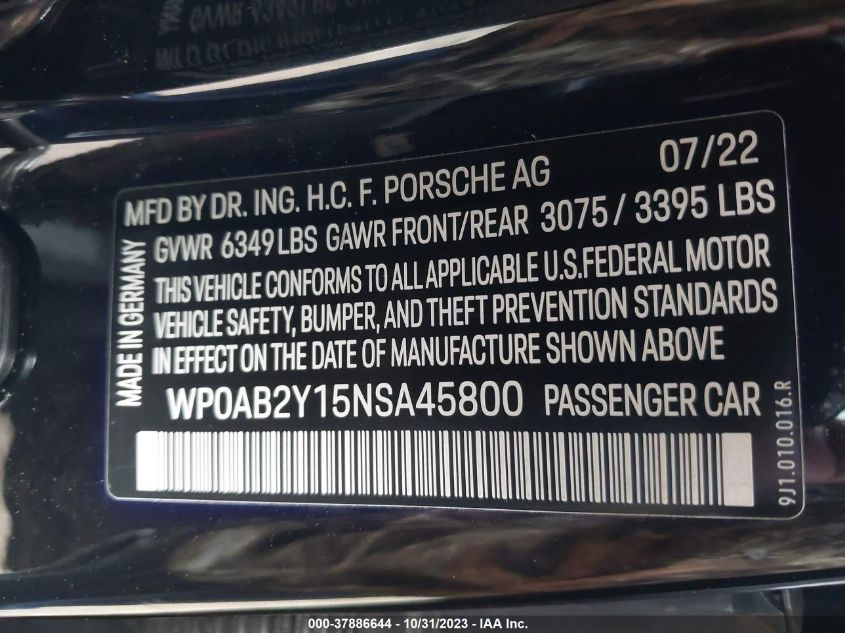 MFD BY DR. ING. H.C. F. PORSCHE AG 07/22
GVWR 6349 LBS GAWR FRONT/REAR 3075 / 3395 LBS
THIS VEHICLE CONFORMS TO ALL APPLICABLE U.S.FEDERAL MOTOR
VEHICLE SAFETY, BUMPER, AND THEFT PREVENTION STANDARDS
IN EFFECT ON THE DATE OF MANUFACTURE SHOWN ABOVE
WP0AB2Y15NSA45800 PASSENGER CAR
MADE IN GERMANY
9J1.010.016.R
000-37886644 - 10/31/2023 - IAA Inc.